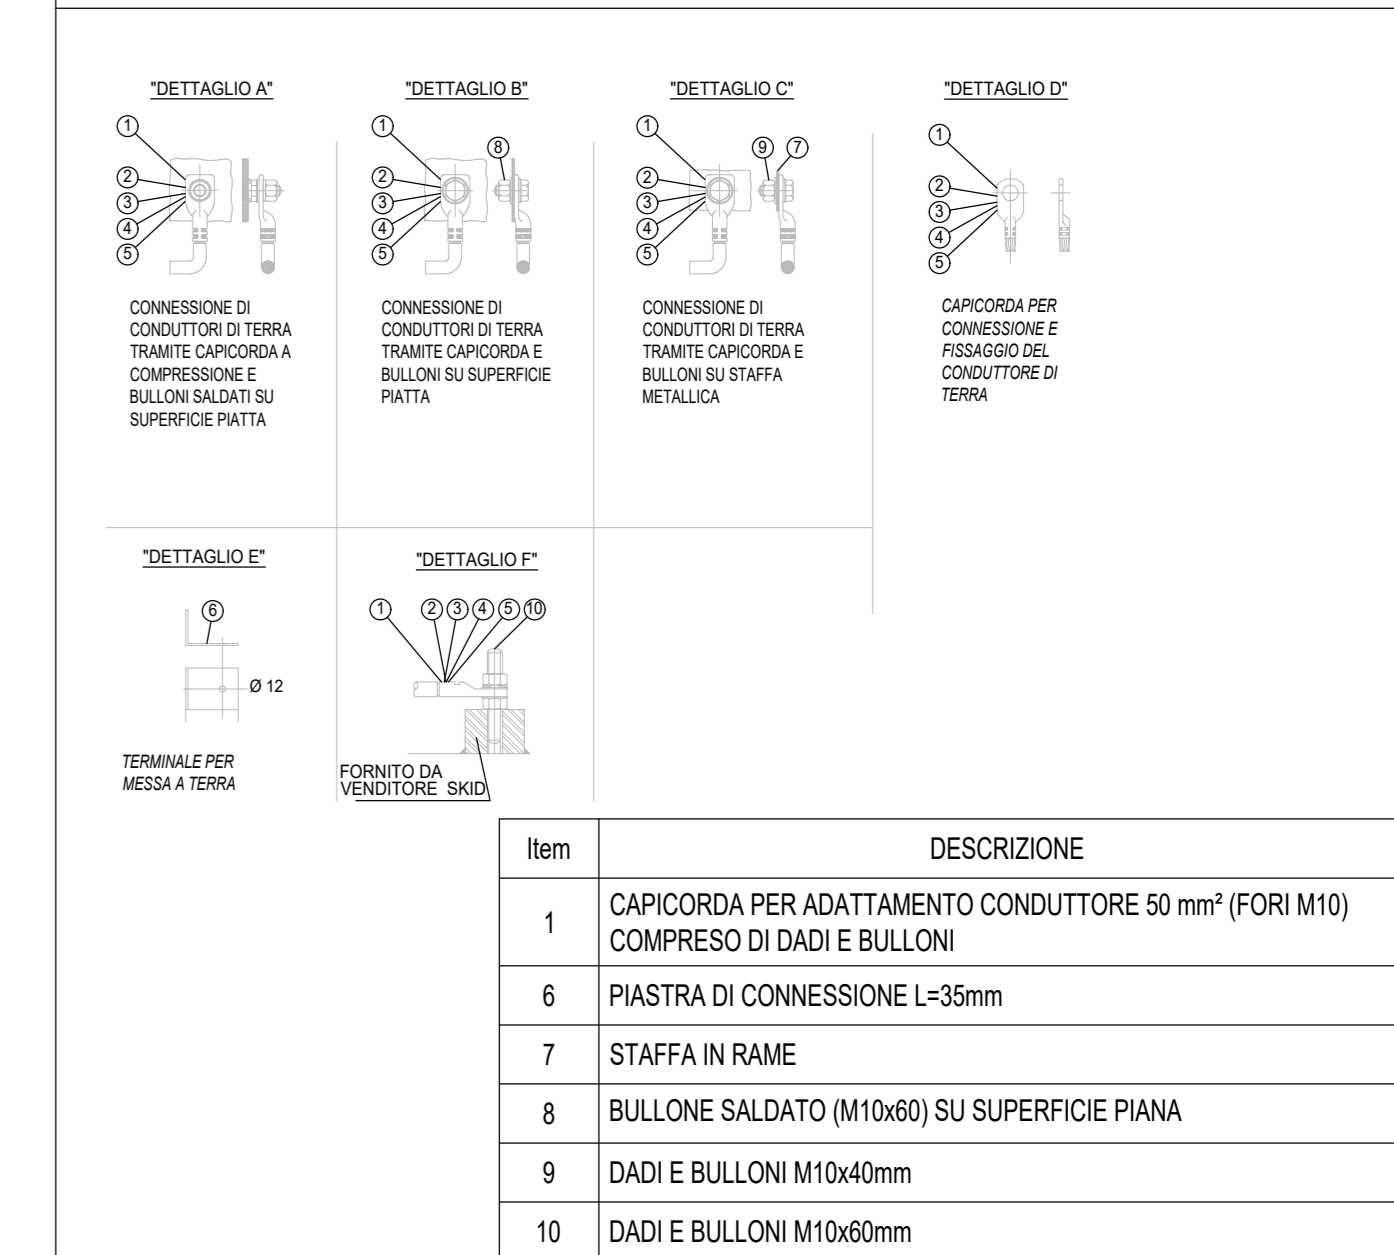 "DETTAGLIO A"
1
2
3
4
5
CONNESSIONE DI
CONDUTTORI DI TERRA
TRAMITE CAPICORDA A
COMPRESSIONE E
BULLONI SALDATI SU
SUPERFICIE PIATTA
"DETTAGLIO B"
1
8
2
3
4
5
CONNESSIONE DI
CONDUTTORI DI TERRA
TRAMITE CAPICORDA E
BULLONI SU SUPERFICIE
PIATTA
"DETTAGLIO C"
1
9 7
2
3
4
5
CONNESSIONE DI
CONDUTTORI DI TERRA
TRAMITE CAPICORDA E
BULLONI SU STAFFA
METALLICA
"DETTAGLIO D"
1
2
3
4
5
CAPICORDA PER
CONNESSIONE E
FISSAGGIO DEL
CONDUTTORE DI
TERRA
"DETTAGLIO E"
6
Ø 12
TERMINALE PER
MESSA A TERRA
"DETTAGLIO F"
1 2 3 4 5 10
FORNITO DA
VENDITORE SKID
Item DESCRIZIONE
1 CAPICORDA PER ADATTAMENTO CONDUTTORE 50 mm² (FORI M10)
COMPRESO DI DADI E BULLONI
6 PIASTRA DI CONNESSIONE L=35mm
7 STAFFA IN RAME
8 BULLONE SALDATO (M10x60) SU SUPERFICIE PIANA
9 DADI E BULLONI M10x40mm
10 DADI E BULLONI M10x60mm